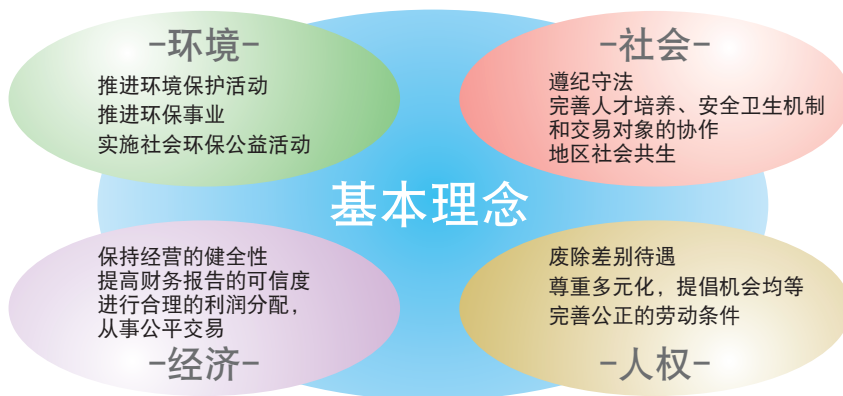 -环境-
推进环境保护活动
推进环保事业
实施社会环保公益活动
-社会-
遵纪守法
完善人才培养、安全卫生机制
和交易对象的协作
地区社会共生
基本理念
保持经营的健全性
提高财务报告的可信度
进行合理的利润分配，
从事公平交易
-经济-
废除差别待遇
尊重多元化，提倡机会均等
完善公正的劳动条件
-人权-